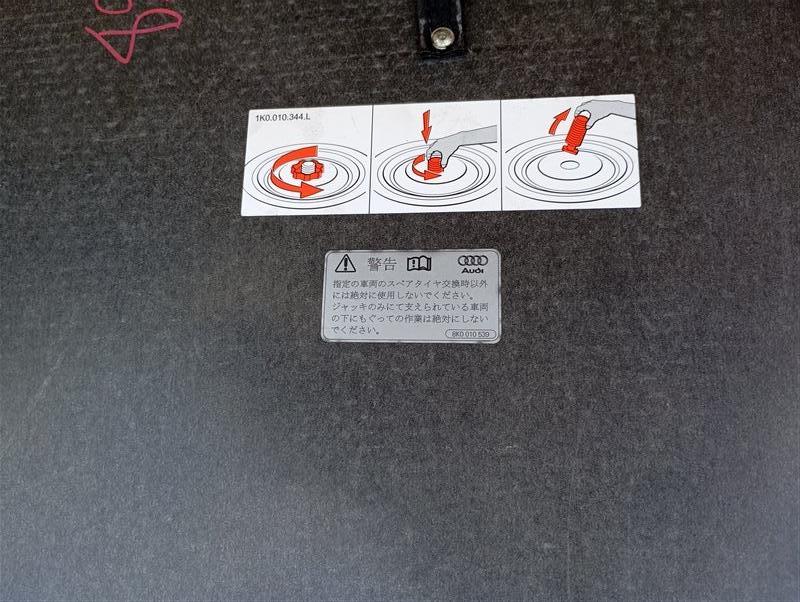 1K0.010.344.L
警告
Audi
指定の車両のスペアタイヤ交換時以外
には絶対に使用しないでください。
ジャッキのみにて支えられている車両
の下にもぐっての作業は絶対にしない
でください。
8K0 010 539